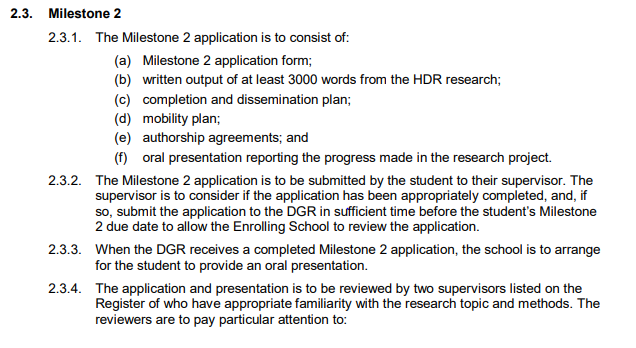 2.3. Milestone 2
2.3.1. The Milestone 2 application is to consist of:
(a) Milestone 2 application form;
(b) written output of at least 3000 words from the HDR research;
(c) completion and dissemination plan;
(d) mobility plan;
(e) authorship agreements; and
(f) oral presentation reporting the progress made in the research project.
2.3.2. The Milestone 2 application is to be submitted by the student to their supervisor. The
supervisor is to consider if the application has been appropriately completed, and, if
so, submit the application to the DGR in sufficient time before the student's Milestone
2 due date to allow the Enrolling School to review the application.
2.3.3. When the DGR receives a completed Milestone 2 application, the school is to arrange
for the student to provide an oral presentation.
2.3.4. The application and presentation is to be reviewed by two supervisors listed on the
Register of who have appropriate familiarity with the research topic and methods. The
reviewers are to pay particular attention to: